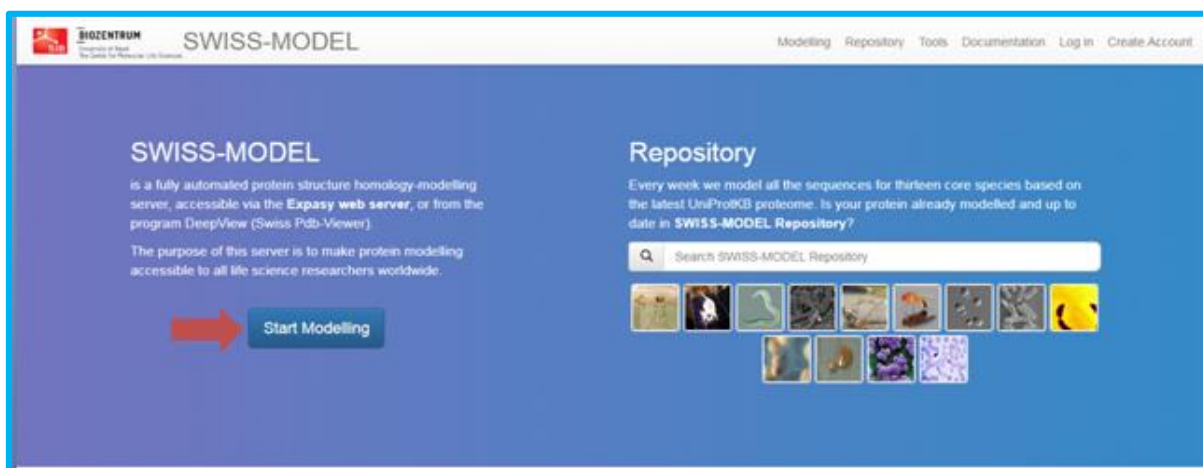 BIOZENTRUM
SWISS-MODEL
Modelling Repository Tools Documentation Log in Create Account
SWISS-MODEL
is a fully automated protein structure homology-modelling
server, accessible via the Expasy web server, or from the
program DeepView (Swiss Pdb-Viewer).
The purpose of this server is to make protein modelling
accessible to all life science researchers worldwide.
Start Modelling
Repository
Every week we model all the sequences for thirteen core species based on
the latest UniProtKB proteome. Is your protein already modelled and up to
date in SWISS-MODEL Repository?
Search SWISS-MODEL Repository